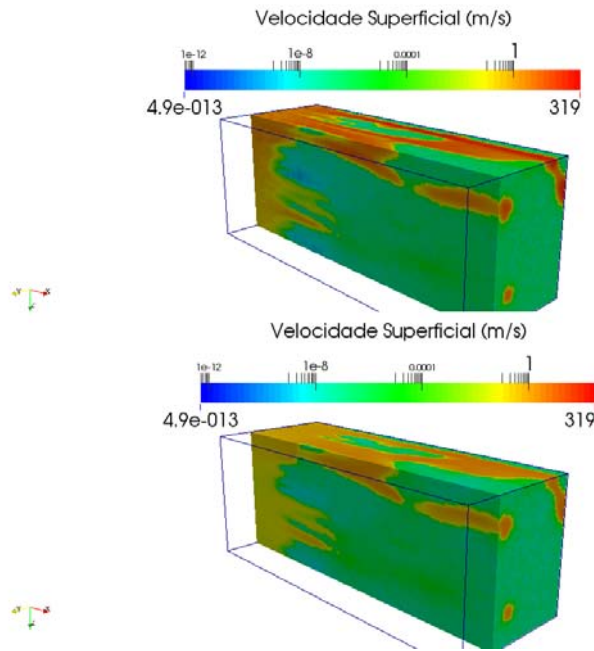 Velocidade Superficial (m/s)
1e-12 1e-8 0.0001 1
4.9e-013 319
Y X
Velocidade Superficial (m/s)
1e-12 1e-8 0.0001 1
4.9e-013 319
Y X